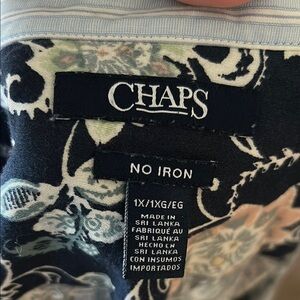 CHAPS
NO IRON
1X/1XG/EG
MADE IN
SRI LANKA
FABRIQUÉ AU
SRI LANKA
HECHO EN
SRI LANKA
CON INSUMOS
IMPORTADOS